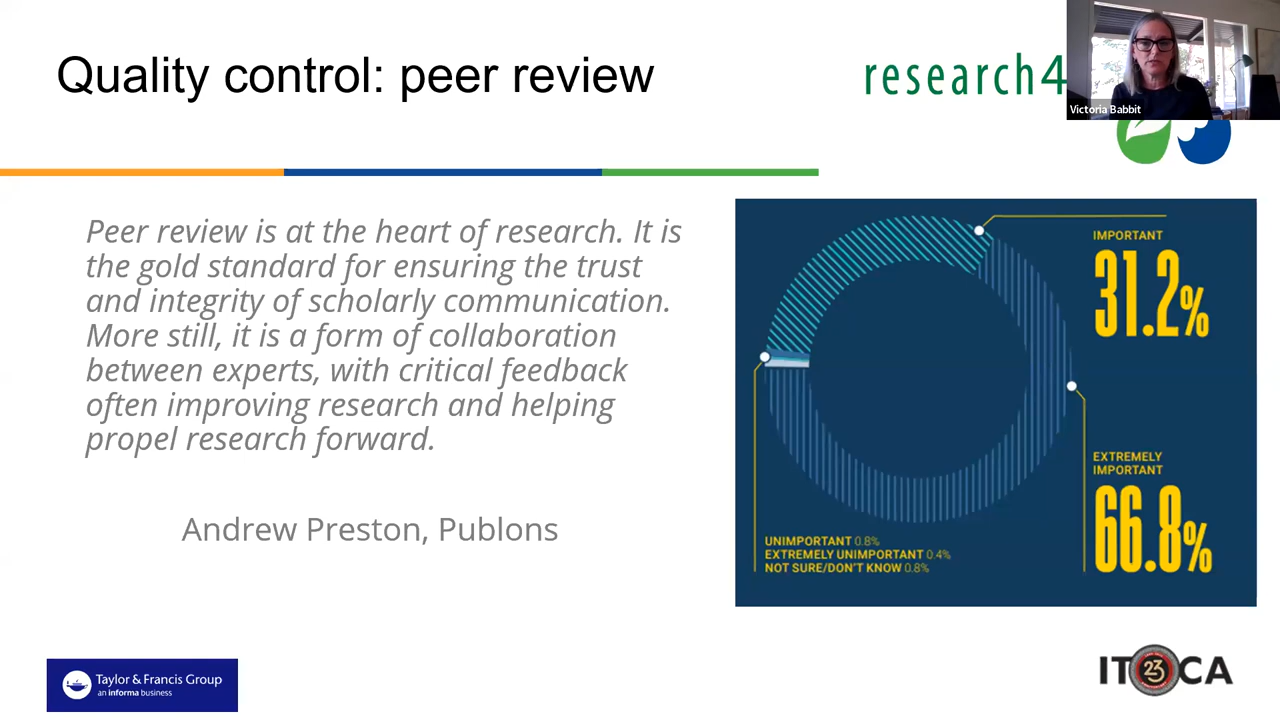 Quality control: peer review
research4
Victoria Babbit
Peer review is at the heart of research. It is
the gold standard for ensuring the trust
and integrity of scholarly communication.
More still, it is a form of collaboration
between experts, with critical feedback
often improving research and helping
propel research forward.
Andrew Preston, Publons
IMPORTANT
31.2%
EXTREMELY
IMPORTANT
66.8%
UNIMPORTANT 0.8%
EXTREMELY UNIMPORTANT 0.4%
NOT SURE/DON'T KNOW 0.8%
Taylor & Francis Group
an informa business
IT23CA